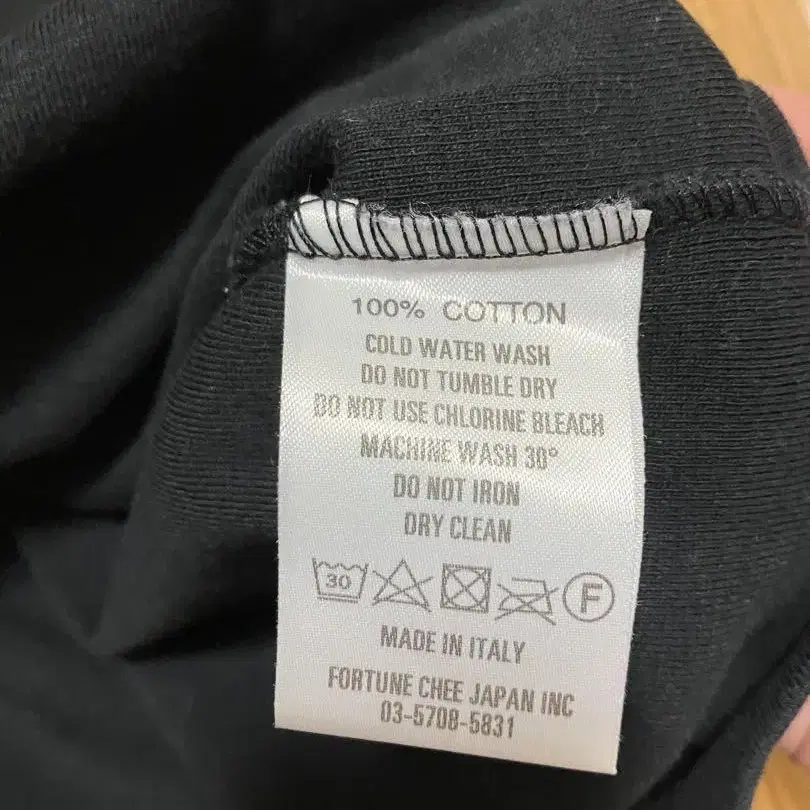 100% COTTON
COLD WATER WASH
DO NOT TUMBLE DRY
DO NOT USE CHLORINE BLEACH
MACHINE WASH 30°
DO NOT IRON
DRY CLEAN
30 F
MADE IN ITALY
FORTUNE CHEE JAPAN INC
03-5708-5831